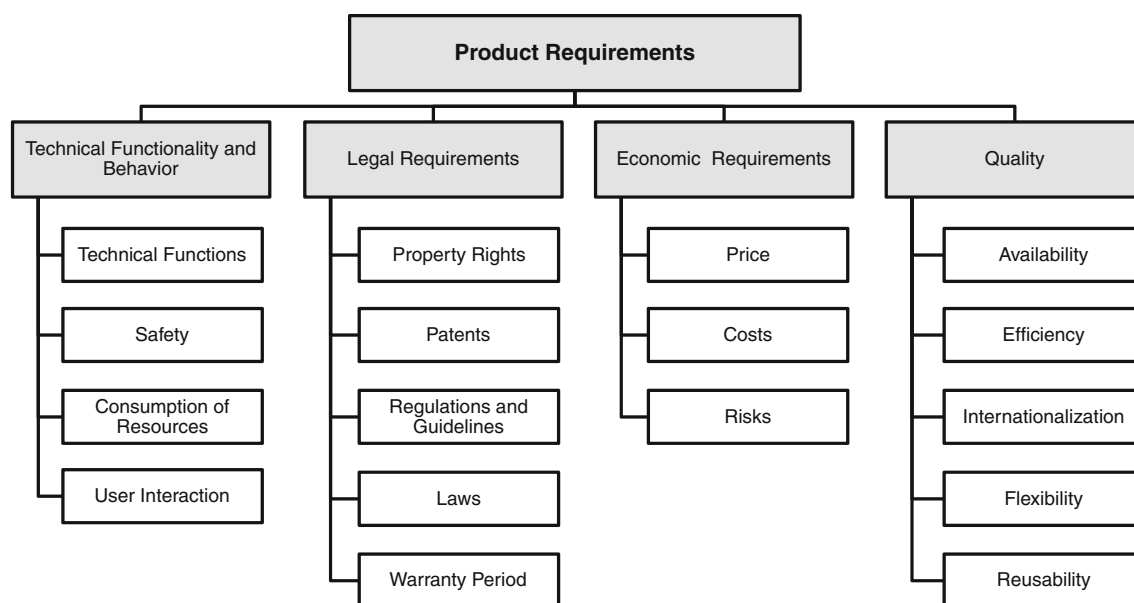 Product Requirements
Technical Functionality and
Behavior
Technical Functions
Safety
Consumption of
Resources
User Interaction
Legal Requirements
Property Rights
Patents
Regulations and
Guidelines
Laws
Warranty Period
Economic Requirements
Price
Costs
Risks
Quality
Availability
Efficiency
Internationalization
Flexibility
Reusability